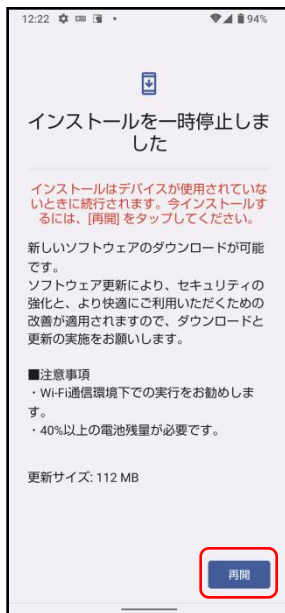 12:22 94%
インストールを一時停止しま
した
インストールはデバイスが使用されていな
いときに続行されます。今インストールす
るには、[再開] をタップしてください。
新しいソフトウェアのダウンロードが可能
です。
ソフトウェア更新により、セキュリティの
強化と、より快適にご利用いただくための
改善が適用されますので、ダウンロードと
更新の実施をお願いします。
■注意事項
・Wi-Fi通信環境下での実行をお勧めしま
す。
・40%以上の電池残量が必要です。
更新サイズ: 112 MB
再開